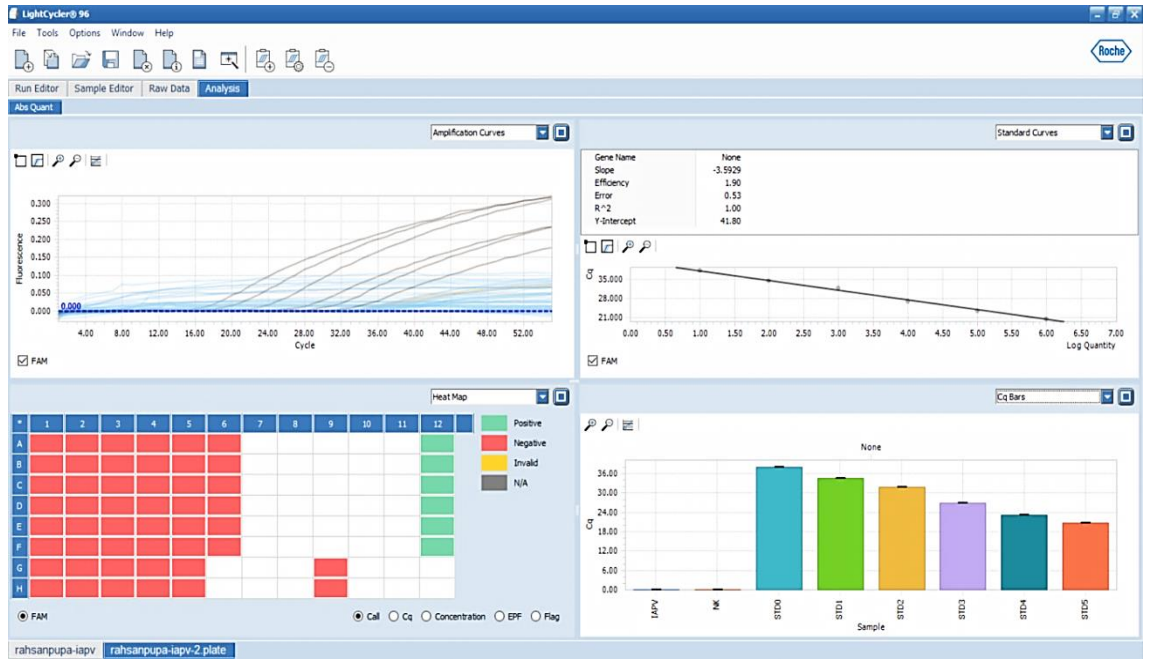 LightCycler® 96
File Tools Options Window Help
Roche
Run Editor Sample Editor Raw Data Analysis
Abs Quant
Amplification Curves
0.300
0.250
0.200
0.150
0.100
0.050
0.000
0.000
Fluorescence
4.00 8.00 12.00 16.00 20.00 24.00 28.00 32.00 36.00 40.00 44.00 48.00 52.00
Cycle
FAM
Standard Curves
Gene Name None
Slope -3.5929
Efficiency 1.90
Error 0.53
R^2 1.00
Y-Intercept 41.80
Cq
35.000
28.000
21.000
0.00 0.50 1.00 1.50 2.00 2.50 3.00 3.50 4.00 4.50 5.00 5.50 6.00 6.50 7.00
Log Quantity
FAM
Heat Map
* 1 2 3 4 5 6 7 8 9 10 11 12
A
B
C
D
E
F
G
H
Positive
Negative
Invalid
N/A
FAM
Call Cq Concentration EPF Flag
Cq Bars
None
36.00
30.00
24.00
18.00
12.00
6.00
0.00
Cq
IAPV NK STD0 STD1 STD2 STD3 STD4 STD5
Sample
rahsanpupa-iapv rahsanpupa-iapv-2.plate